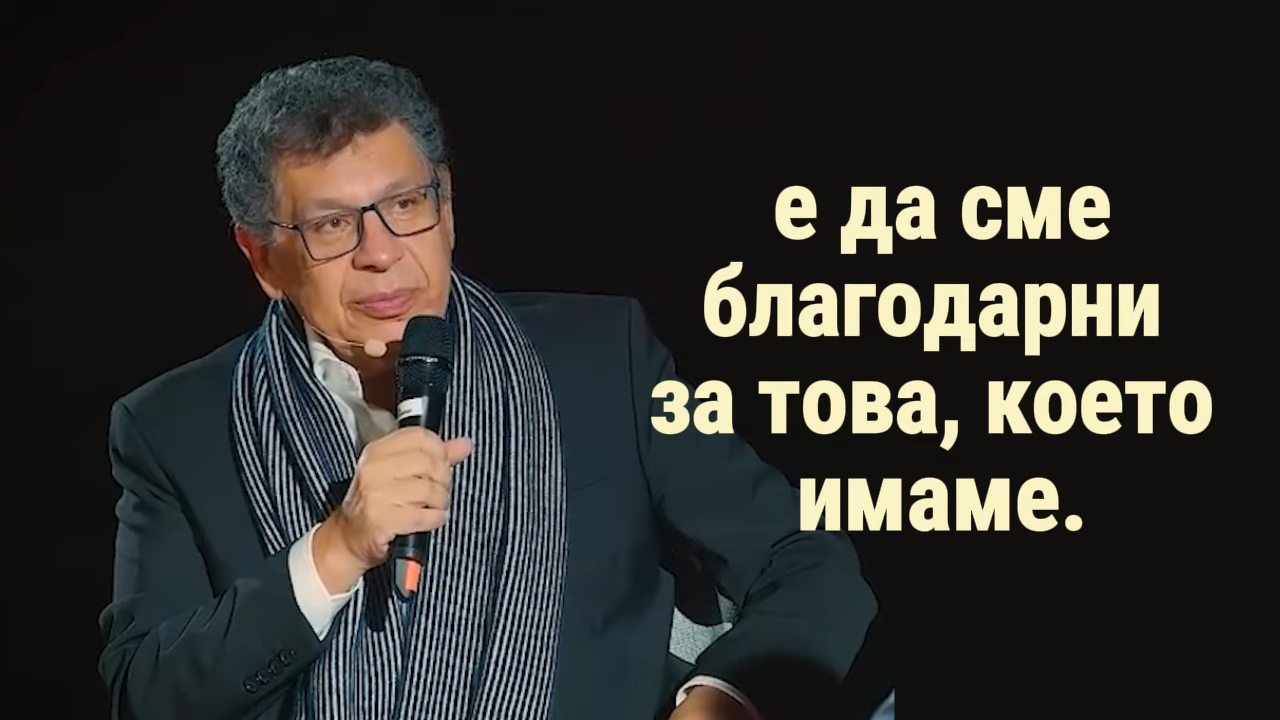 е да сме
благодарни
за това, което
имаме.